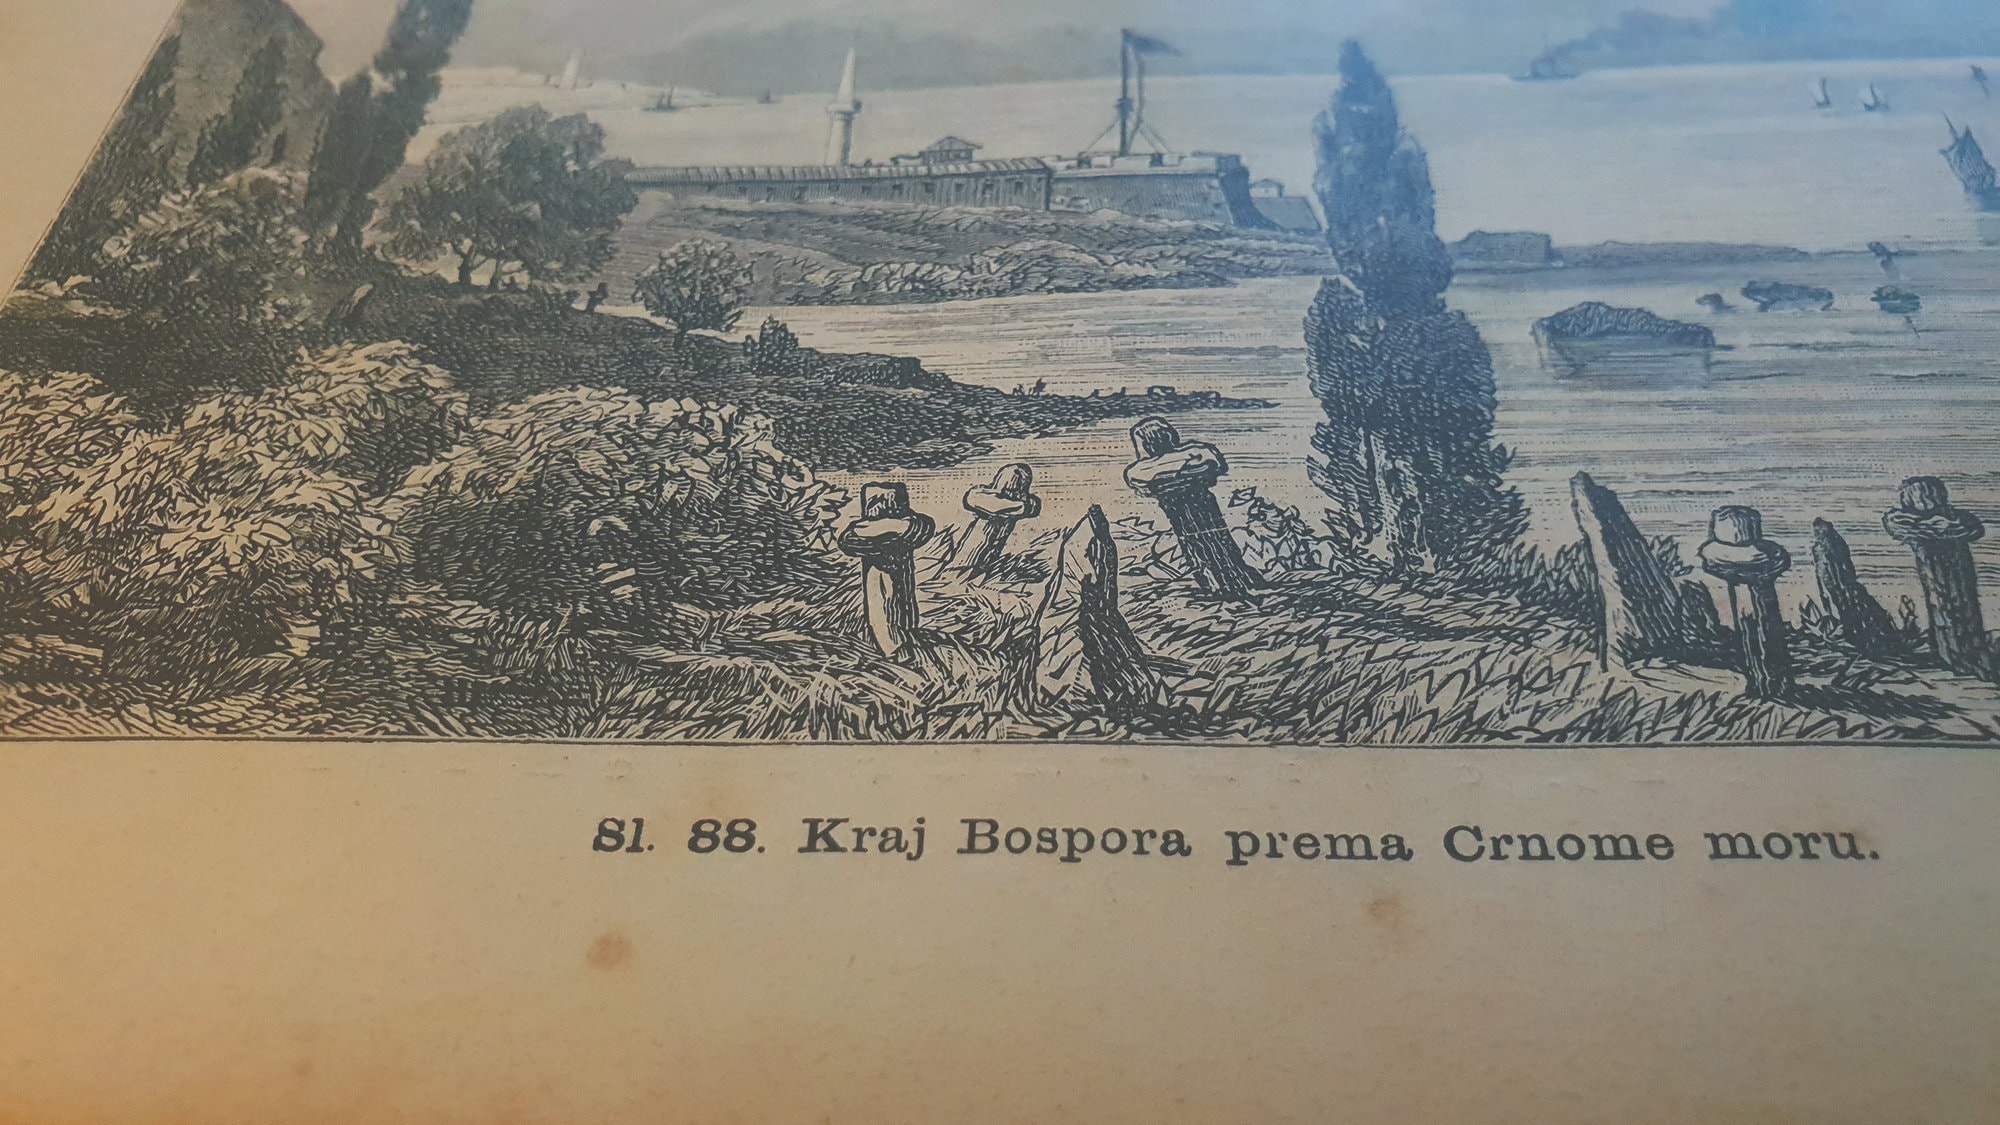 Sl. 88. Kraj Bospora prema Crnome moru.